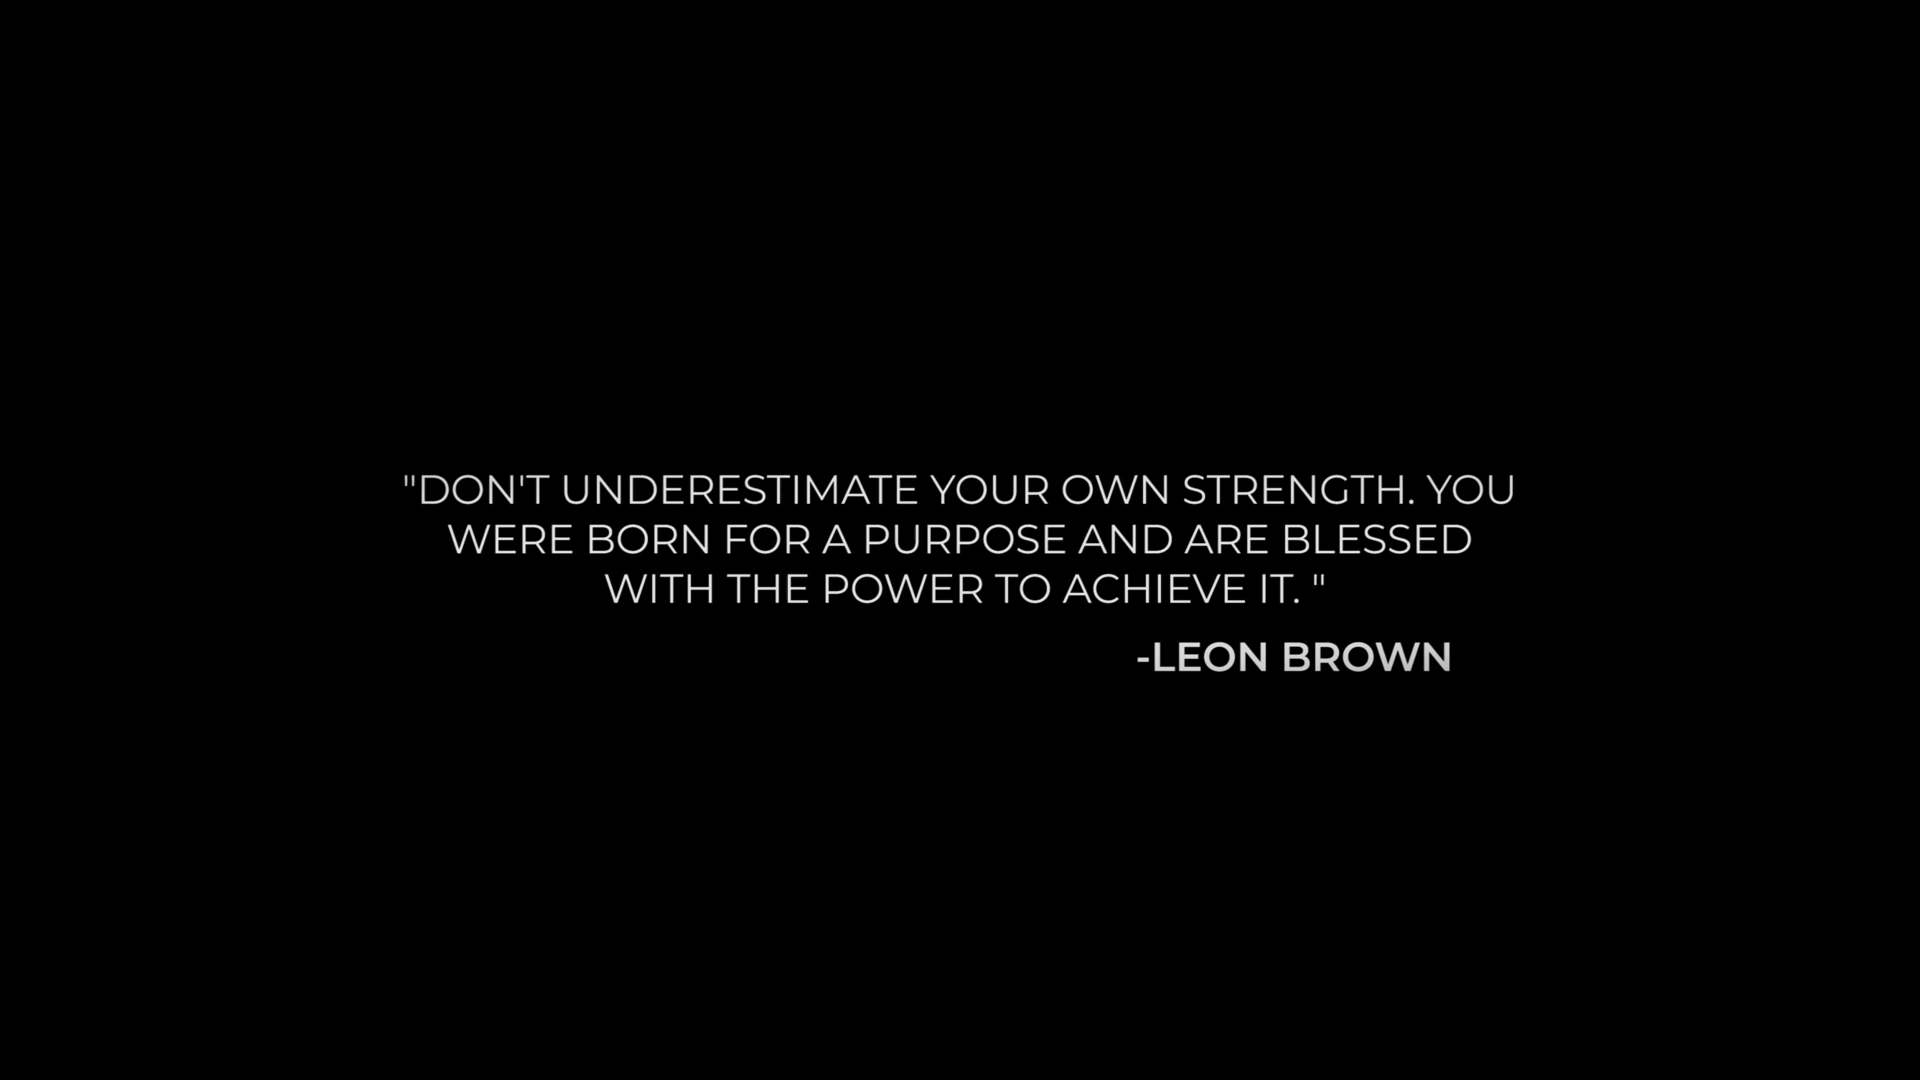 "DON'T UNDERESTIMATE YOUR OWN STRENGTH. YOU
WERE BORN FOR A PURPOSE AND ARE BLESSED
WITH THE POWER TO ACHIEVE IT. "
-LEON BROWN